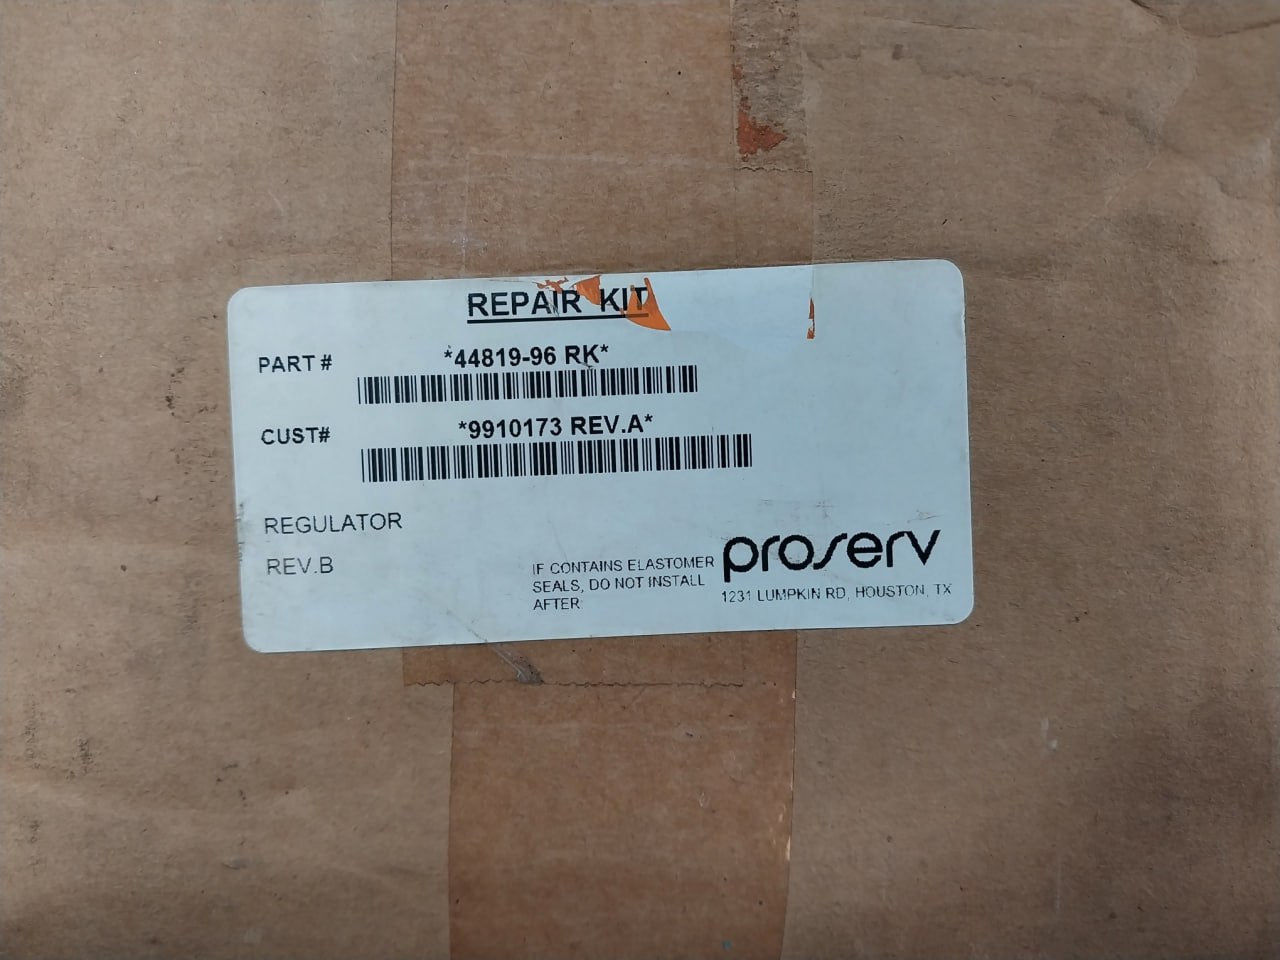 REPAIR KIT
PART # *44819-96 RK*
CUST# *9910173 REV.A*
REGULATOR
REV.B
IF CONTAINS ELASTOMER
SEALS, DO NOT INSTALL
AFTER:
proserv
1231 LUMPKIN RD, HOUSTON, TX